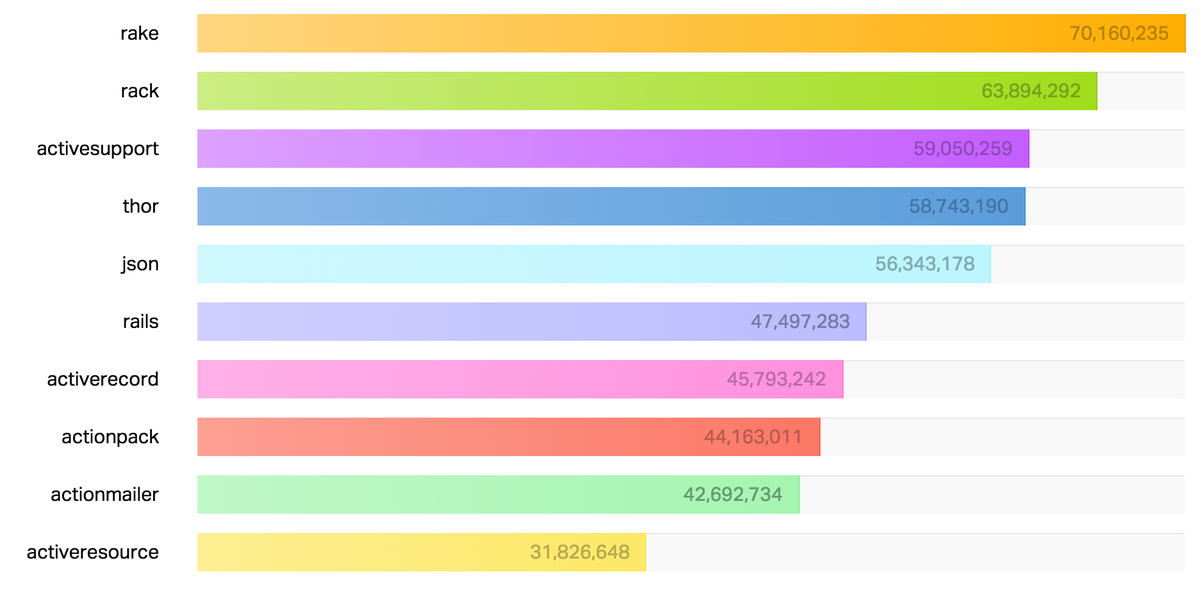 rake 70,160,235
rack 63,894,292
activesupport 59,050,259
thor 58,743,190
json 56,343,178
rails 47,497,283
activerecord 45,793,242
actionpack 44,163,011
actionmailer 42,692,734
activeresource 31,826,648